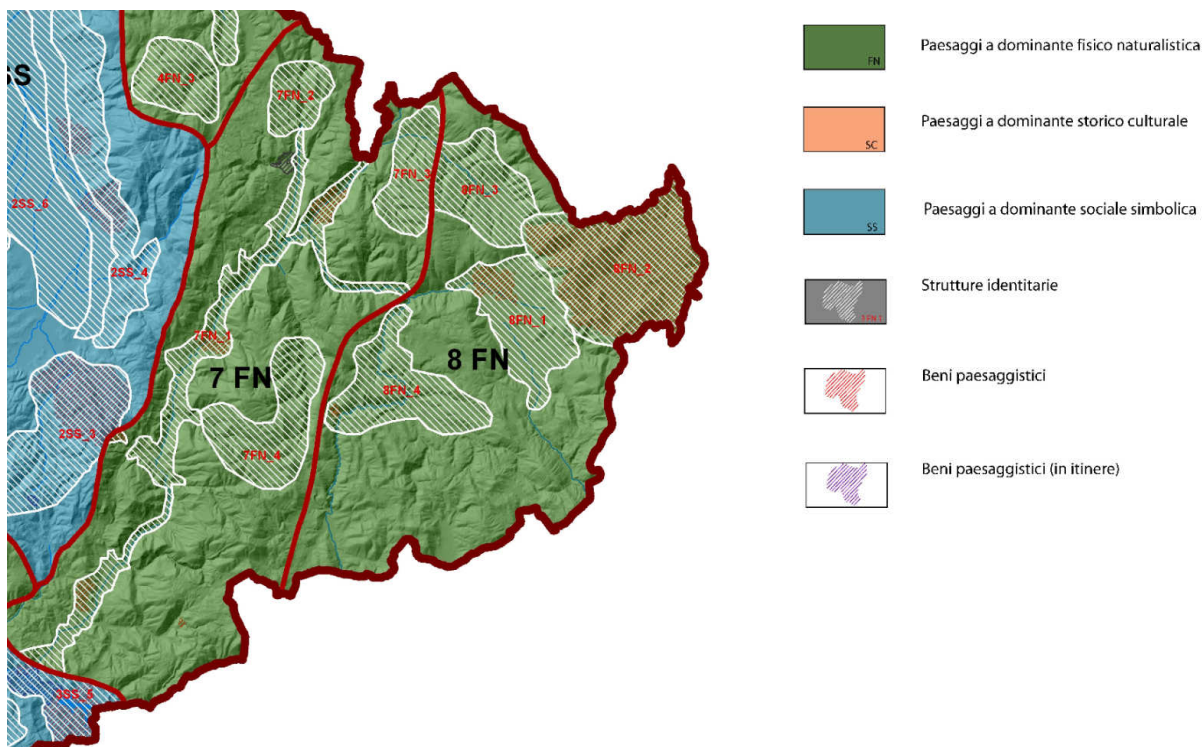 SS
4FN_3
7FN_2
7FN_3
8FN_3
2SS_6
2SS_4
8FN_2
8FN_1
7FN_1
7 FN
8 FN
8FN_4
2SS_3
7FN_4
3SS_5
FN
Paesaggi a dominante fisico naturalistica
SC
Paesaggi a dominante storico culturale
SS
Paesaggi a dominante sociale simbolica
Strutture identitarie
Beni paesaggistici
Beni paesaggistici (in itinere)